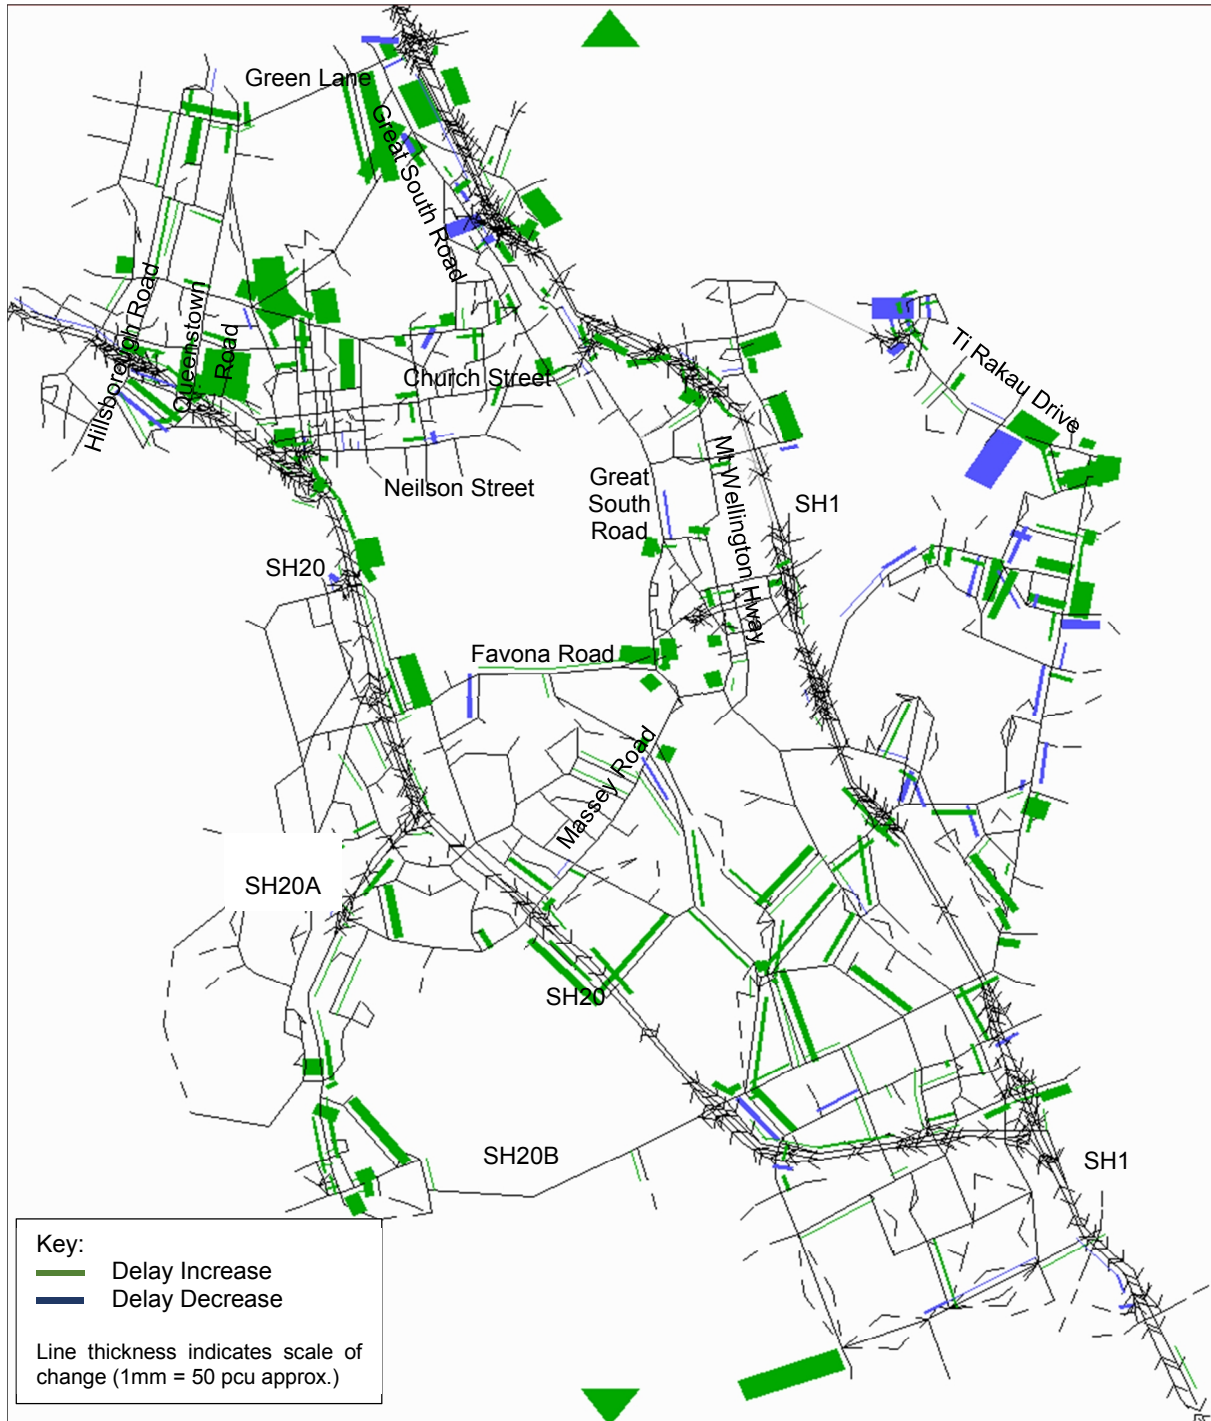 Green Lane
Great South Road
Hillsborough Road
Queenstown
Road
Church Street
Ti Rakau Drive
Neilson Street
Great
South
Road
Mt Wellington Hway
SH1
SH20
Favona Road
Massey Road
SH20A
SH20
SH20B
SH1
Key:
Delay Increase
Delay Decrease
Line thickness indicates scale of
change (1mm = 50 pcu approx.)